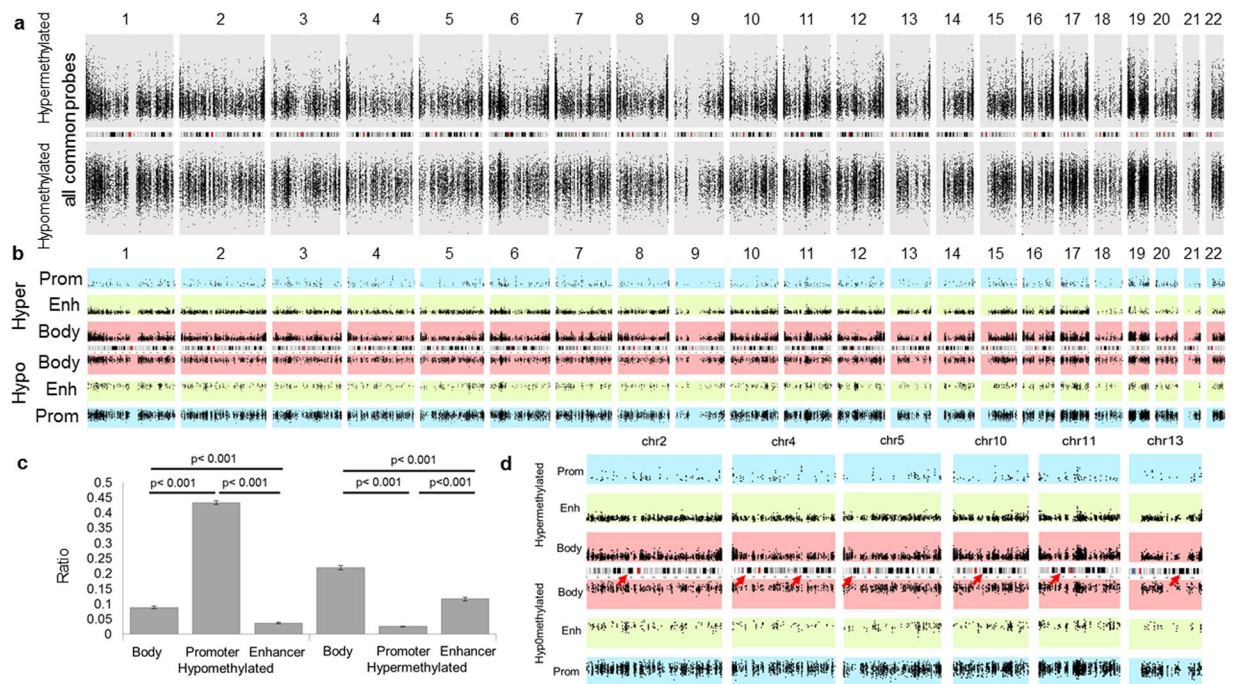 a
1 2 3 4 5 6 7 8 9 10 11 12 13 14 15 16 17 18 19 20 21 22
Hypermethylated
Hypomethylated
all commonprobes
b
1 2 3 4 5 6 7 8 9 10 11 12 13 14 15 16 17 18 19 20 21 22
Hyper
Prom
Enh
Body
Hypo
Body
Enh
Prom
c
p< 0.001
p< 0.001 p< 0.001
p< 0.001
p<0.001 p<0.001
Ratio
0.5
0.45
0.4
0.35
0.3
0.25
0.2
0.15
0.1
0.05
0
Body Promoter Enhancer Body Promoter Enhancer
Hypomethylated Hypermethylated
d
chr2 chr4 chr5 chr10 chr11 chr13
Hypermethylated
Prom
Enh
Body
Hyp0methylated
Body
Enh
Prom